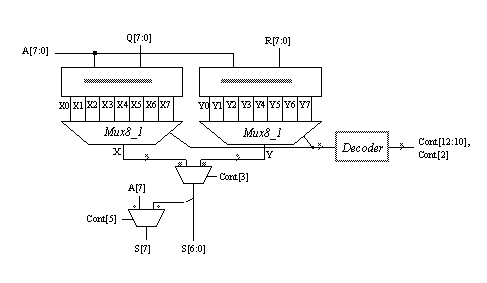 Q[7:0]
R[7:0]
A[7:0]
X0 X1 X2 X3 X4 X5 X6 X7
Y0 Y1 Y2 Y3 Y4 Y5 Y6 Y7
Mux8_1
Mux8_1
Decoder
Cont[12:10],
Cont[2]
X
Y
Cont[3]
A[7]
Cont[5]
S[7]
S[6:0]